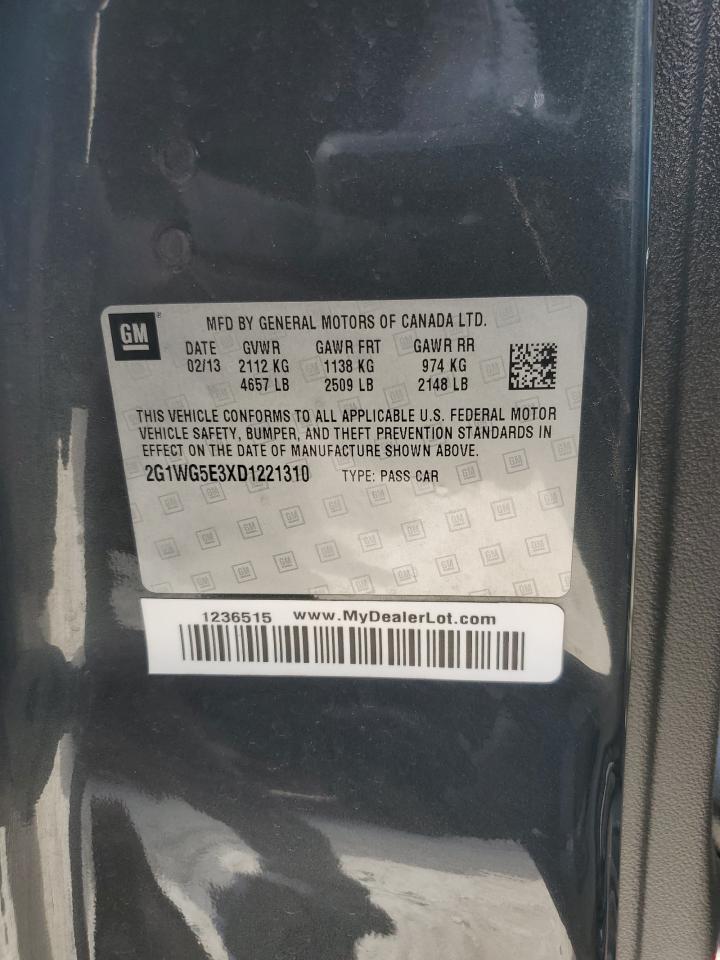 GM ® MFD BY GENERAL MOTORS OF CANADA LTD.
DATE GVWR GAWR FRT GAWR RR
02/13 2112 KG 1138 KG 974 KG
4657 LB 2509 LB 2148 LB
THIS VEHICLE CONFORMS TO ALL APPLICABLE U.S. FEDERAL MOTOR
VEHICLE SAFETY, BUMPER, AND THEFT PREVENTION STANDARDS IN
EFFECT ON THE DATE OF MANUFACTURE SHOWN ABOVE.
2G1WG5E3XD1221310 TYPE: PASS CAR
1236515 www.MyDealerLot.com